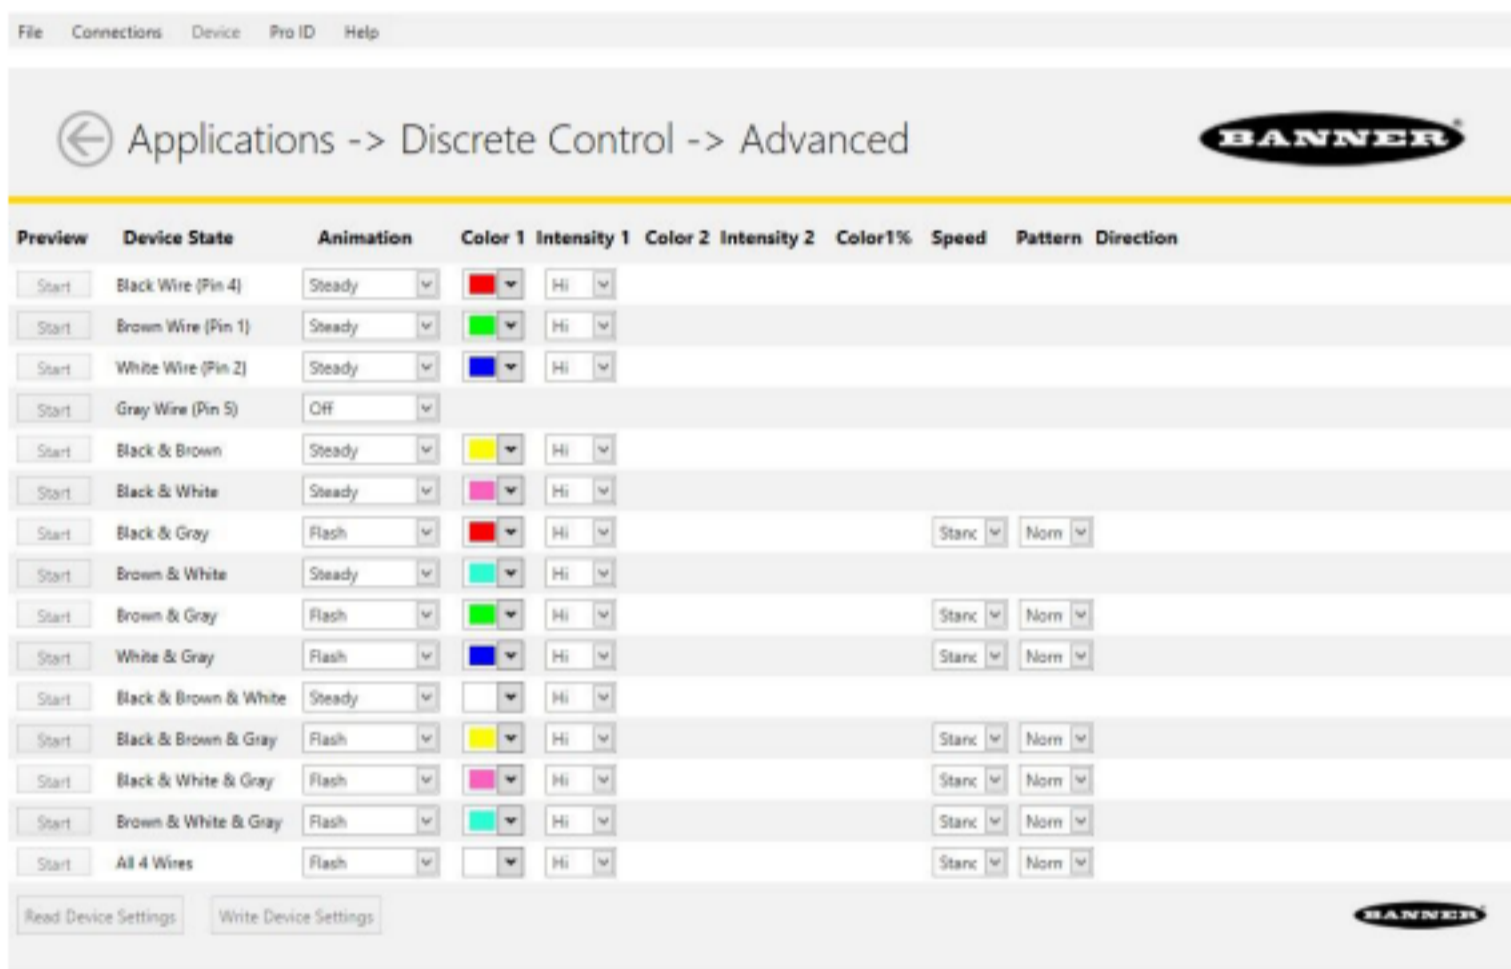 File Connections Device Pro ID Help
Applications -> Discrete Control -> Advanced
BANNER
Preview Device State Animation Color 1 Intensity 1 Color 2 Intensity 2 Color1% Speed Pattern Direction
Start Black Wire (Pin 4) Steady Hi
Start Brown Wire (Pin 1) Steady Hi
Start White Wire (Pin 2) Steady Hi
Start Gray Wire (Pin 5) Off
Start Black & Brown Steady Hi
Start Black & White Steady Hi
Start Black & Gray Flash Hi Stanc Norn
Start Brown & White Steady Hi
Start Brown & Gray Flash Hi Stanc Norn
Start White & Gray Flash Hi Stanc Norn
Start Black & Brown & White Steady Hi
Start Black & Brown & Gray Flash Hi Stanc Norn
Start Black & White & Gray Flash Hi Stanc Norn
Start Brown & White & Gray Flash Hi Stanc Norn
Start All 4 Wires Flash Hi Stanc Norn
Read Device Settings Write Device Settings
BANNER